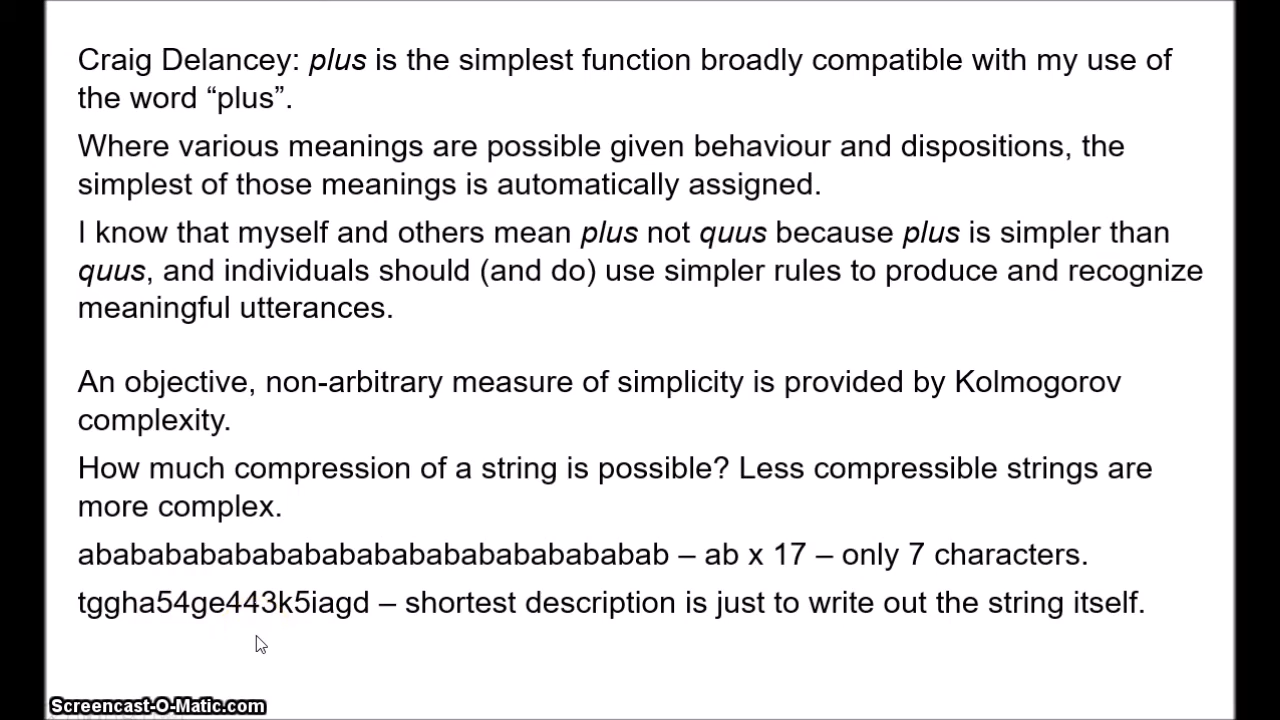 Craig Delancey: plus is the simplest function broadly compatible with my use of
the word “plus”.
Where various meanings are possible given behaviour and dispositions, the
simplest of those meanings is automatically assigned.
I know that myself and others mean plus not quus because plus is simpler than
quus, and individuals should (and do) use simpler rules to produce and recognize
meaningful utterances.
An objective, non-arbitrary measure of simplicity is provided by Kolmogorov
complexity.
How much compression of a string is possible? Less compressible strings are
more complex.
ababababababababababababababababab – ab x 17 – only 7 characters.
tggha54ge443k5iagd – shortest description is just to write out the string itself.
Screencast-O-Matic.com